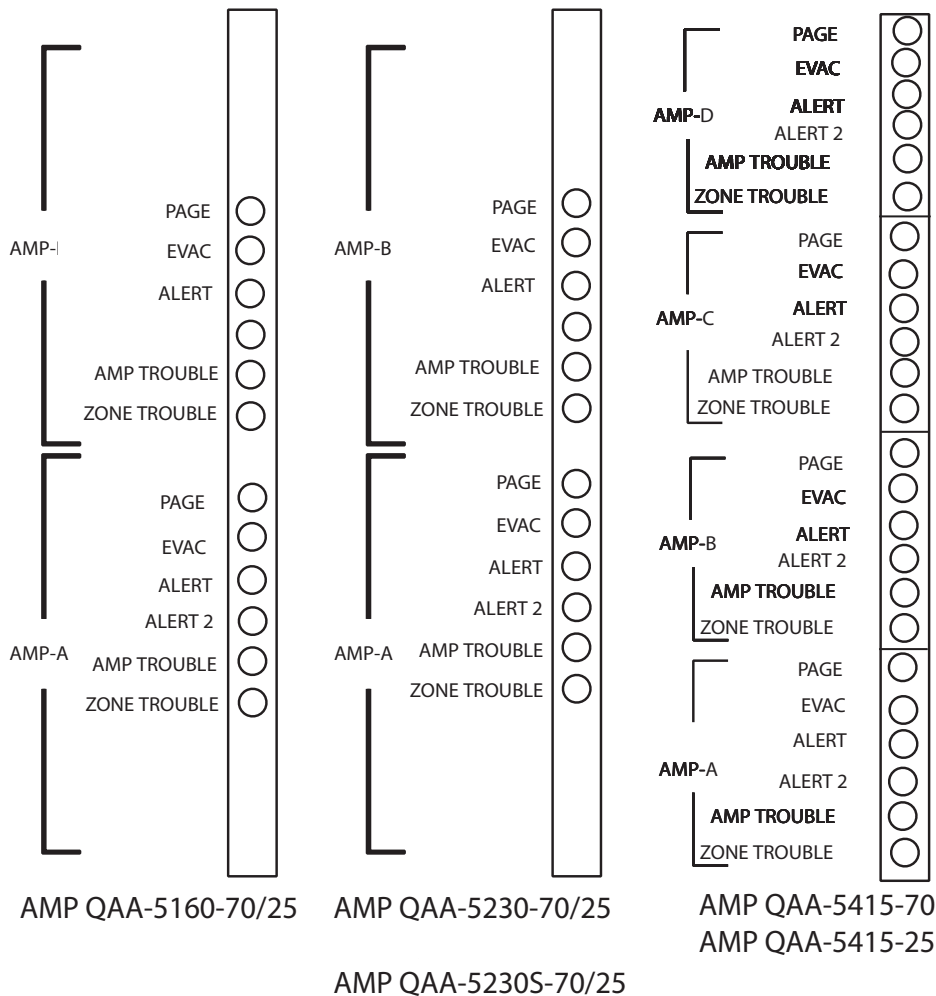 AMP-
PAGE
EVAC
ALERT
AMP TROUBLE
ZONE TROUBLE
AMP-A
PAGE
EVAC
ALERT
ALERT 2
AMP TROUBLE
ZONE TROUBLE
AMP QAA-5160-70/25
AMP-B
PAGE
EVAC
ALERT
AMP TROUBLE
ZONE TROUBLE
AMP-A
PAGE
EVAC
ALERT
ALERT 2
AMP TROUBLE
ZONE TROUBLE
AMP QAA-5230-70/25
AMP QAA-5230S-70/25
AMP-D
PAGE
EVAC
ALERT
ALERT 2
AMP TROUBLE
ZONE TROUBLE
AMP-C
PAGE
EVAC
ALERT
ALERT 2
AMP TROUBLE
ZONE TROUBLE
AMP-B
PAGE
EVAC
ALERT
ALERT 2
AMP TROUBLE
ZONE TROUBLE
AMP-A
PAGE
EVAC
ALERT
ALERT 2
AMP TROUBLE
ZONE TROUBLE
AMP QAA-5415-70
AMP QAA-5415-25